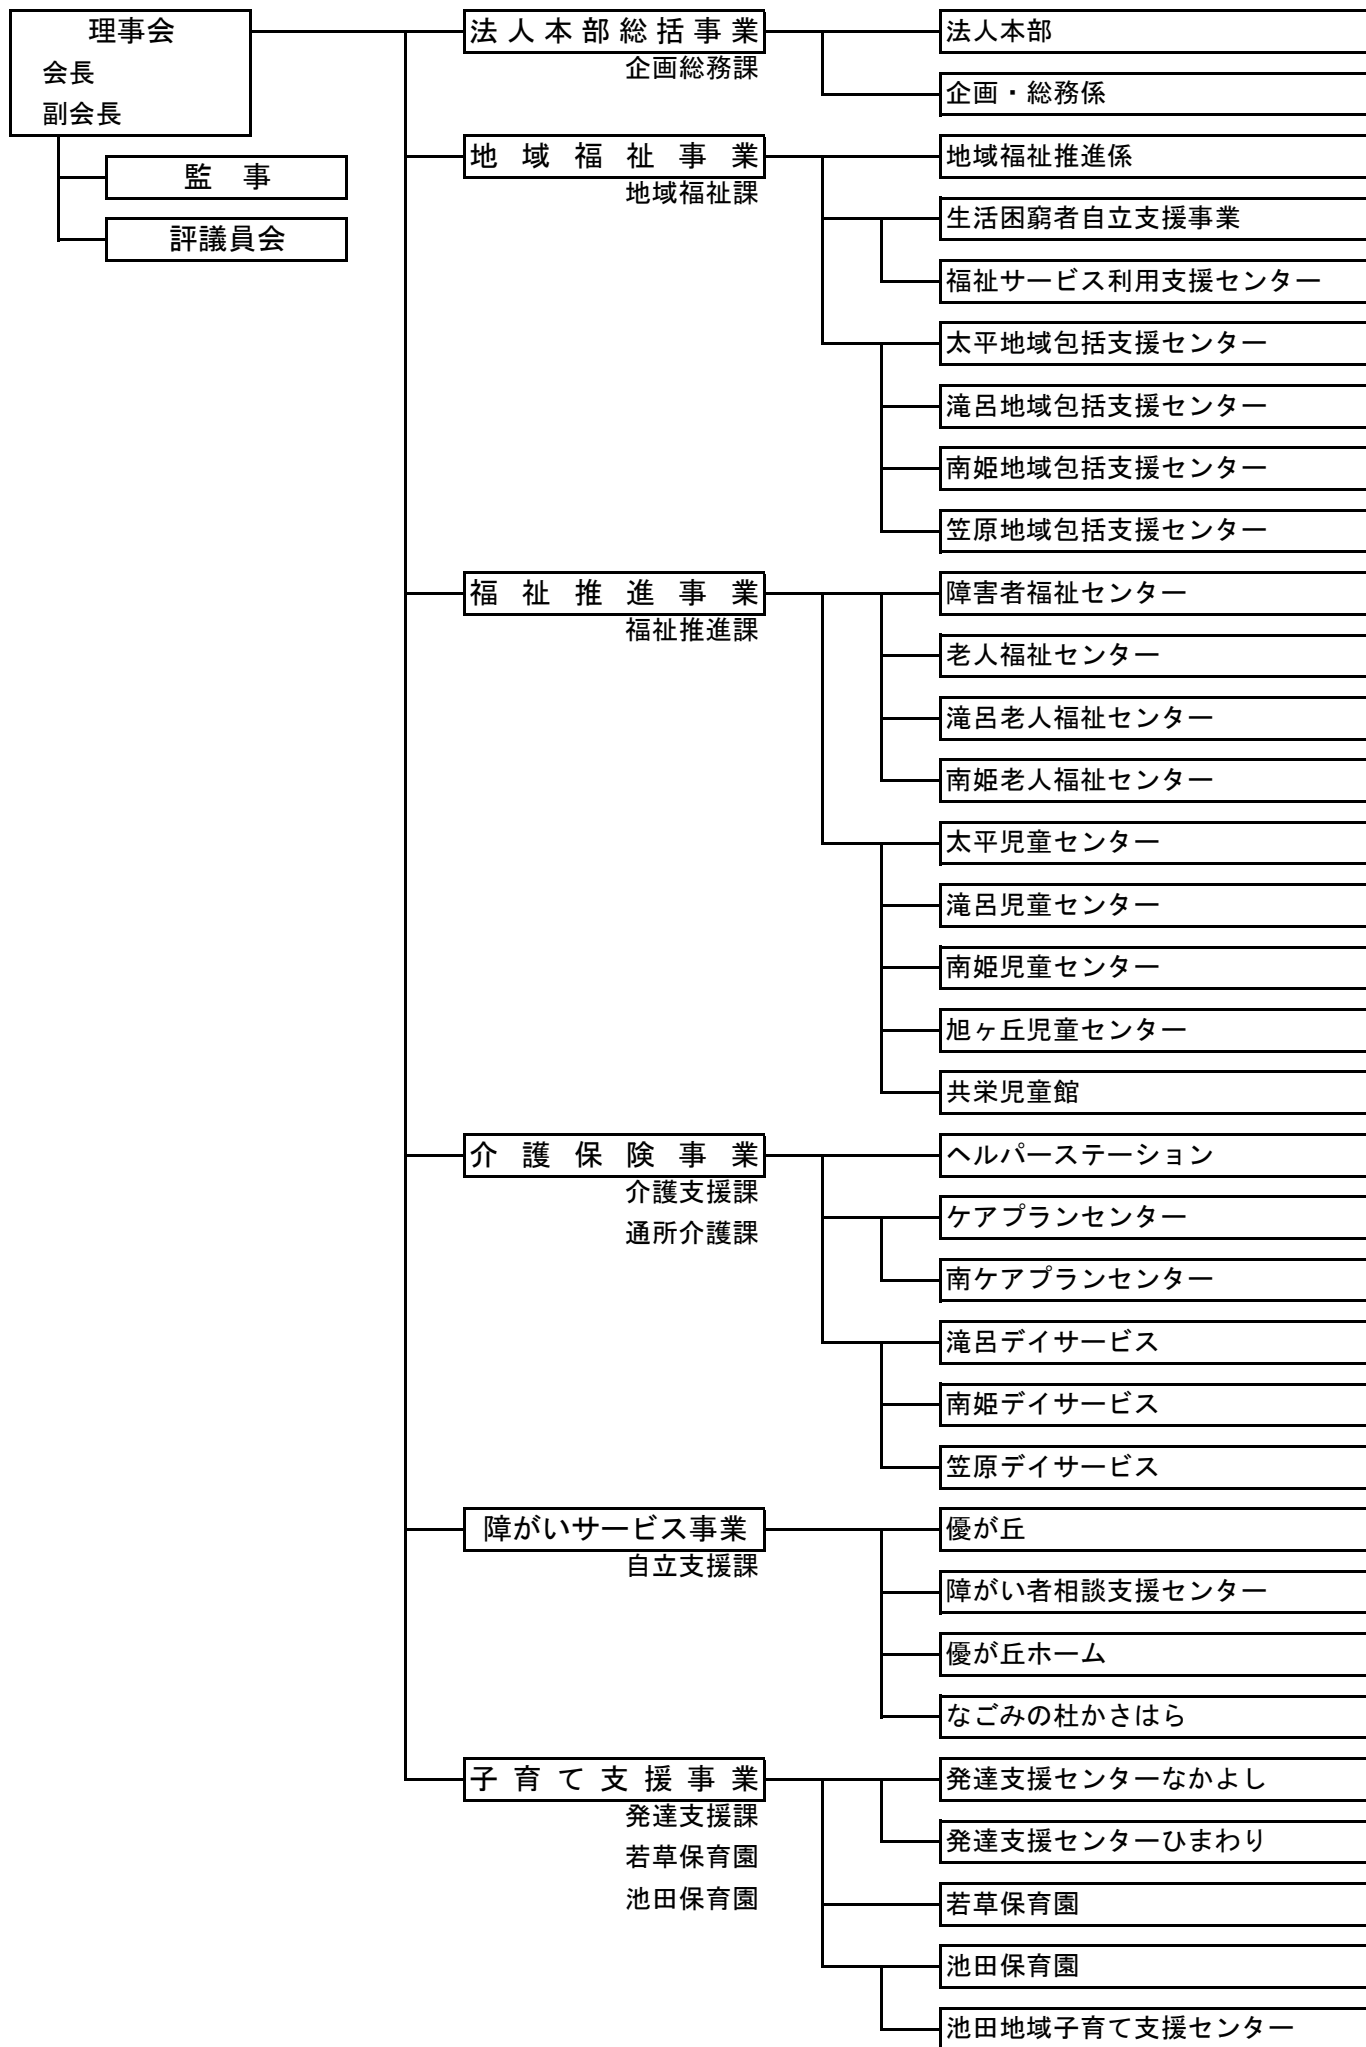 理事会
会長
副会長
監　事
評議員会
法人本部総括事業
企画総務課
法人本部
企画・総務係
地域福祉事業
地域福祉課
地域福祉推進係
生活困窮者自立支援事業
福祉サービス利用支援センター
太平地域包括支援センター
滝呂地域包括支援センター
南姫地域包括支援センター
笠原地域包括支援センター
福祉推進事業
福祉推進課
障害者福祉センター
老人福祉センター
滝呂老人福祉センター
南姫老人福祉センター
太平児童センター
滝呂児童センター
南姫児童センター
旭ヶ丘児童センター
共栄児童館
介護保険事業
介護支援課
通所介護課
ヘルパーステーション
ケアプランセンター
南ケアプランセンター
滝呂デイサービス
南姫デイサービス
笠原デイサービス
障がいサービス事業
自立支援課
優が丘
障がい者相談支援センター
優が丘ホーム
なごみの杜かさはら
子育て支援事業
発達支援課
若草保育園
池田保育園
発達支援センターなかよし
発達支援センターひまわり
若草保育園
池田保育園
池田地域子育て支援センター